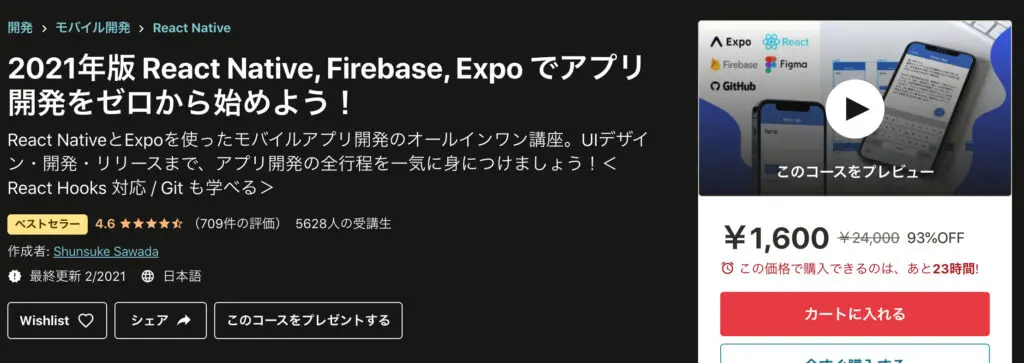 開発 > モバイル開発 > React Native
2021年版 React Native, Firebase, Expo でアプリ
開発をゼロから始めよう！
React NativeとExpoを使ったモバイルアプリ開発のオールインワン講座。UIデザイ
ン・開発・リリースまで、アプリ開発の全行程を一気に身につけましょう！＜
React Hooks 対応 / Git も学べる＞
ベストセラー 4.6 （709件の評価） 5628人の受講生
作成者: Shunsuke Sawada
最終更新 2/2021 日本語
Wishlist シェア このコースをプレゼントする
Expo React
Firebase Figma
GitHub
このコースをプレビュー
￥1,600 ￥24,000 93%OFF
この価格で購入できるのは、あと23時間!
カートに入れる
今すぐ購入する